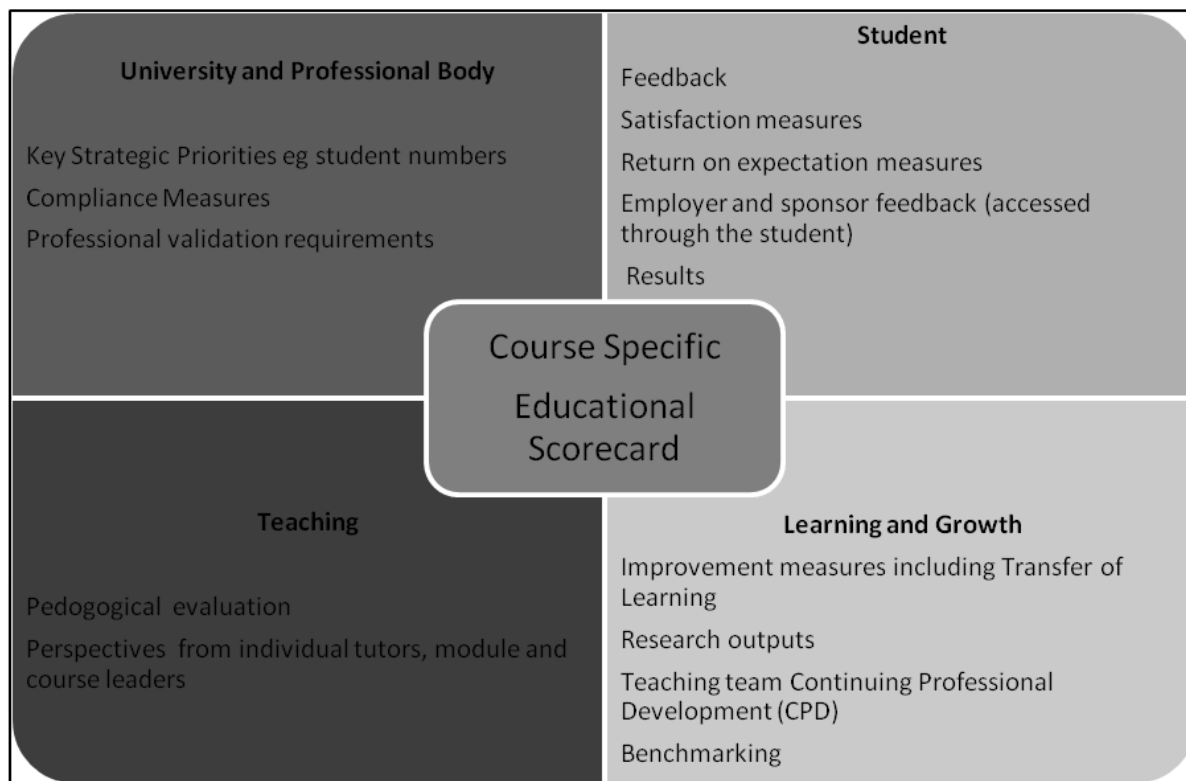 University and Professional Body
Key Strategic Priorities eg student numbers
Compliance Measures
Professional validation requirements
Student
Feedback
Satisfaction measures
Return on expectation measures
Employer and sponsor feedback (accessed
through the student)
Results
Course Specific
Educational
Scorecard
Teaching
Pedogogical evaluation
Perspectives from individual tutors, module and
course leaders
Learning and Growth
Improvement measures including Transfer of
Learning
Research outputs
Teaching team Continuing Professional
Development (CPD)
Benchmarking